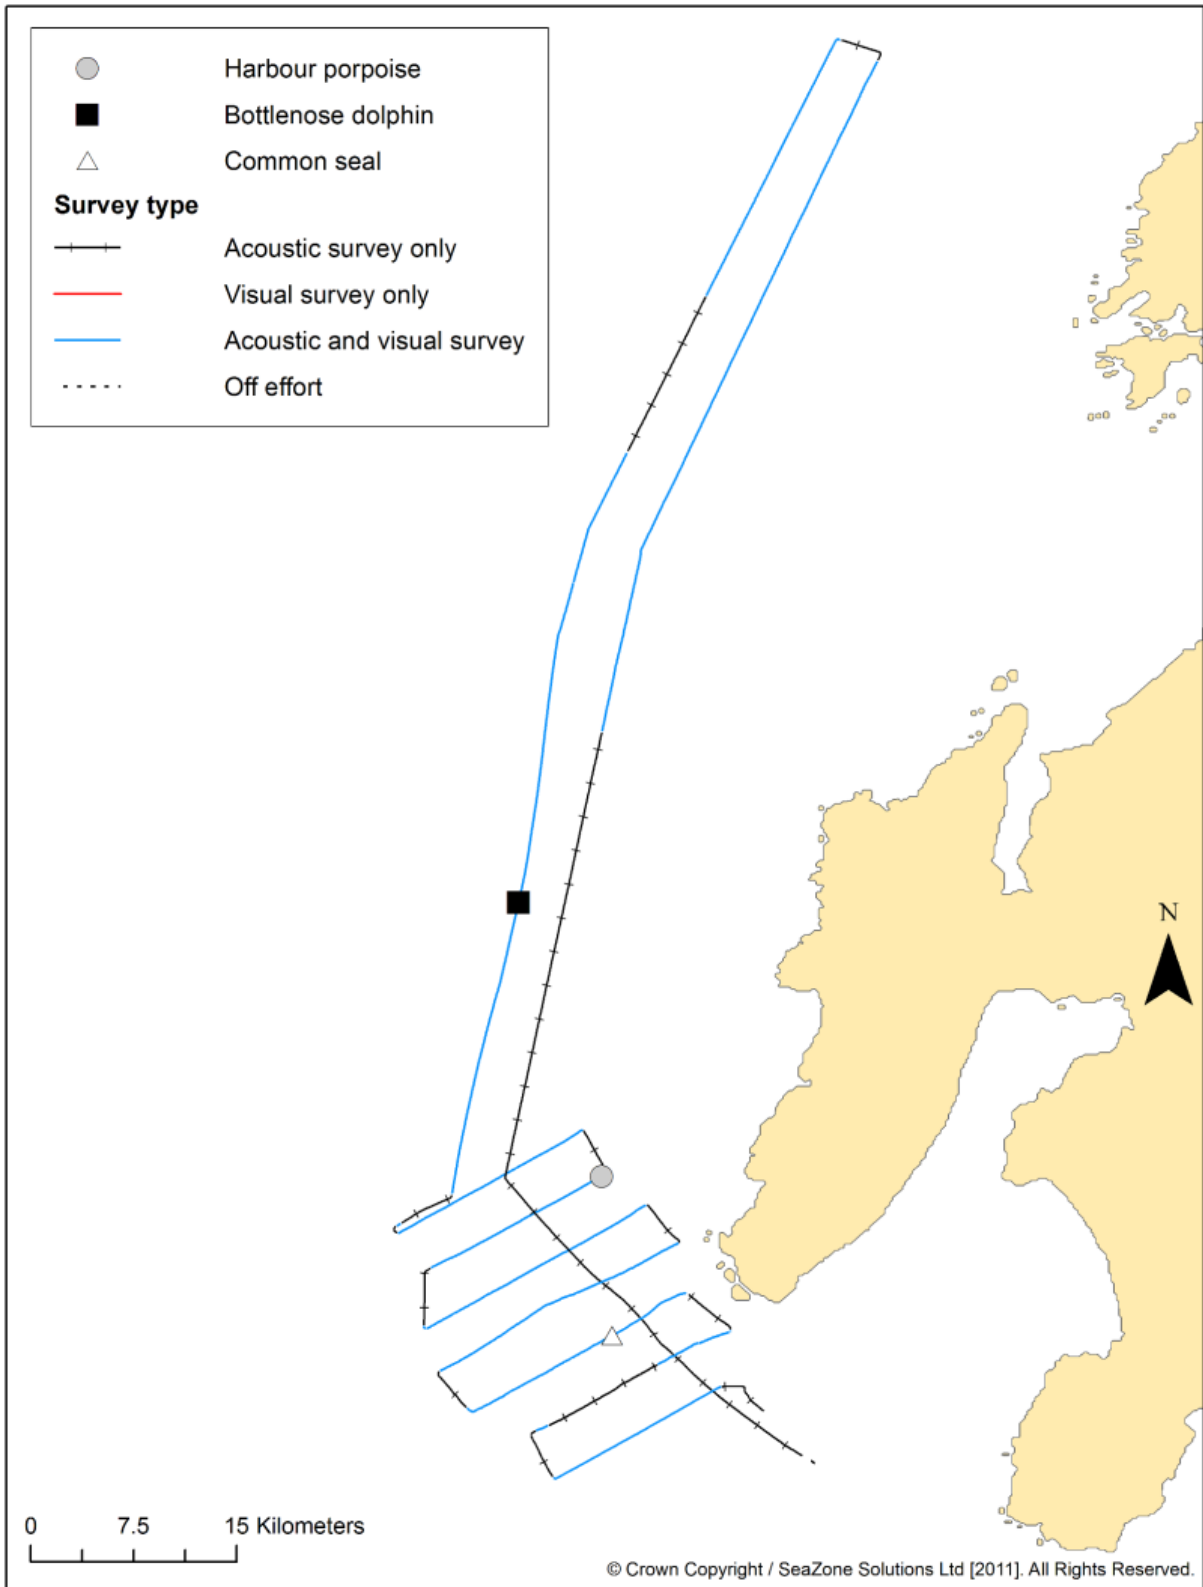 Harbour porpoise
Bottlenose dolphin
Common seal
Survey type
Acoustic survey only
Visual survey only
Acoustic and visual survey
Off effort
N
0 7.5 15 Kilometers
© Crown Copyright / SeaZone Solutions Ltd [2011]. All Rights Reserved.